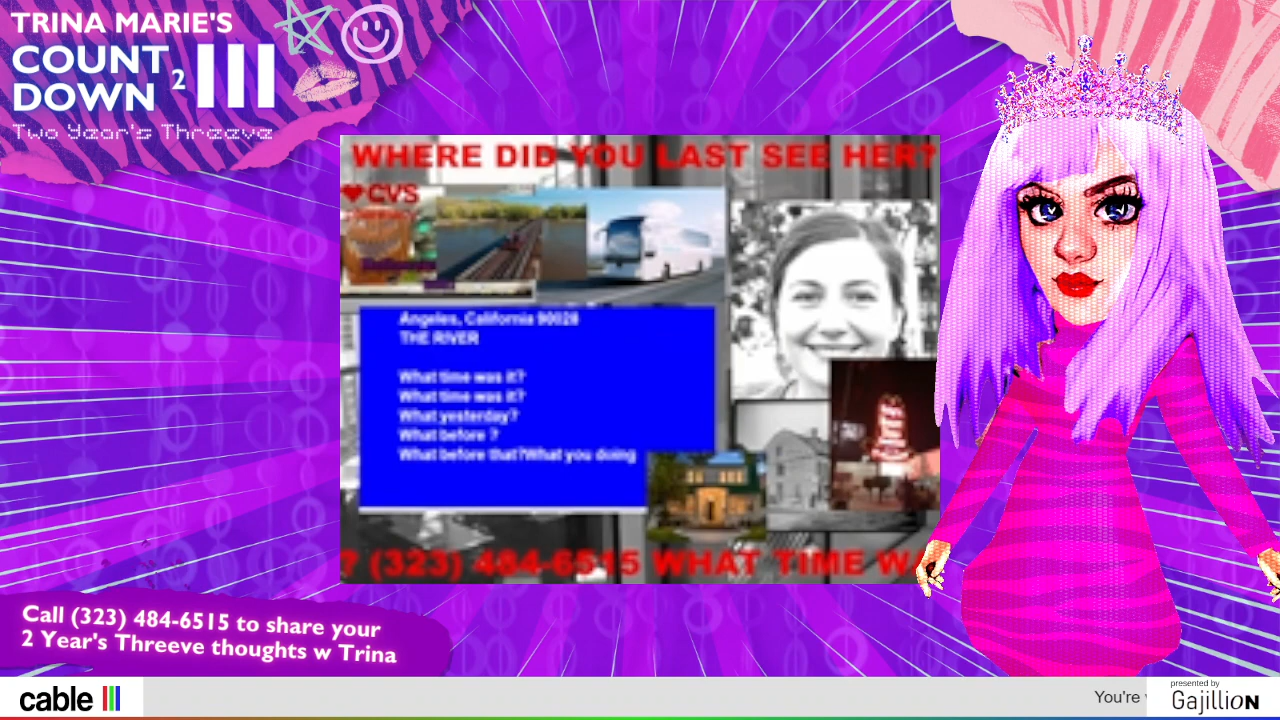 TRINA MARIE'S
COUNT
DOWN 2 III
Two Year's Threeve
WHERE DID YOU LAST SEE HER?
CVS
Angeles, California 90028
THE RIVER
What time was it?
What time was it?
What yesterday?
What before ?
What before that?What you doing
? (323) 484-6515 WHAT TIME WA
Call (323) 484-6515 to share your
2 Year's Threeve thoughts w Trina
cable
You're
presented by
Gajillion